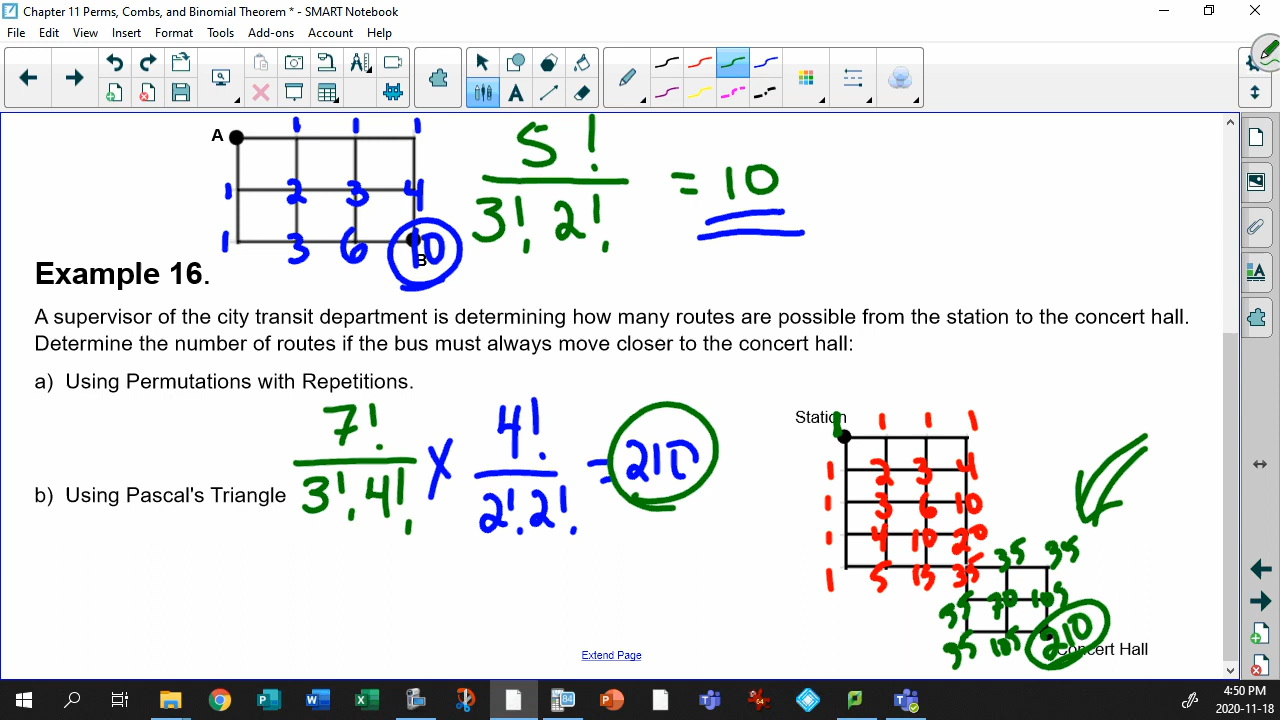 Chapter 11 Perms, Combs, and Binomial Theorem * - SMART Notebook
File Edit View Insert Format Tools Add-ons Account Help
A 1 1 1
1 2 3 4
1 3 6 10
B
5!
3! 2!
= 10
Example 16.
A supervisor of the city transit department is determining how many routes are possible from the station to the concert hall.
Determine the number of routes if the bus must always move closer to the concert hall:
a) Using Permutations with Repetitions.
7!
3! 4!
x
4!
2! 2!
= 210
b) Using Pascal's Triangle
Station
1 1 1 1
1 2 3 4
1 3 6 10
1 4 10 20
1 5 15 35
35 35
35 70 105
35 105 210
Concert Hall
Extend Page
4:50 PM
2020-11-18